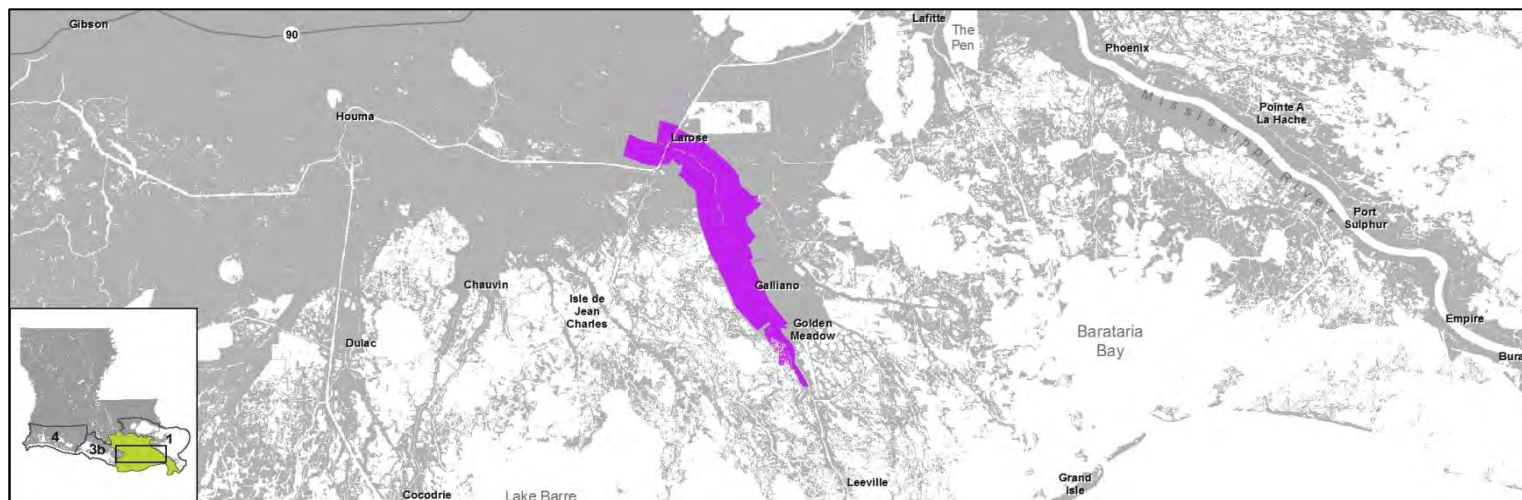 Gibson
90
Lafitte
The
Pen
Phoenix
Pointe A
La Hache
Mississippi River
Houma
Larose
Port
Sulphur
Chauvin
Isle de
Jean
Charles
Galliano
Golden
Meadow
Barataria
Bay
Empire
Bura
Dulac
4
3b
1
Cocodrie
Lake Barre
Leeville
Grand
Isle